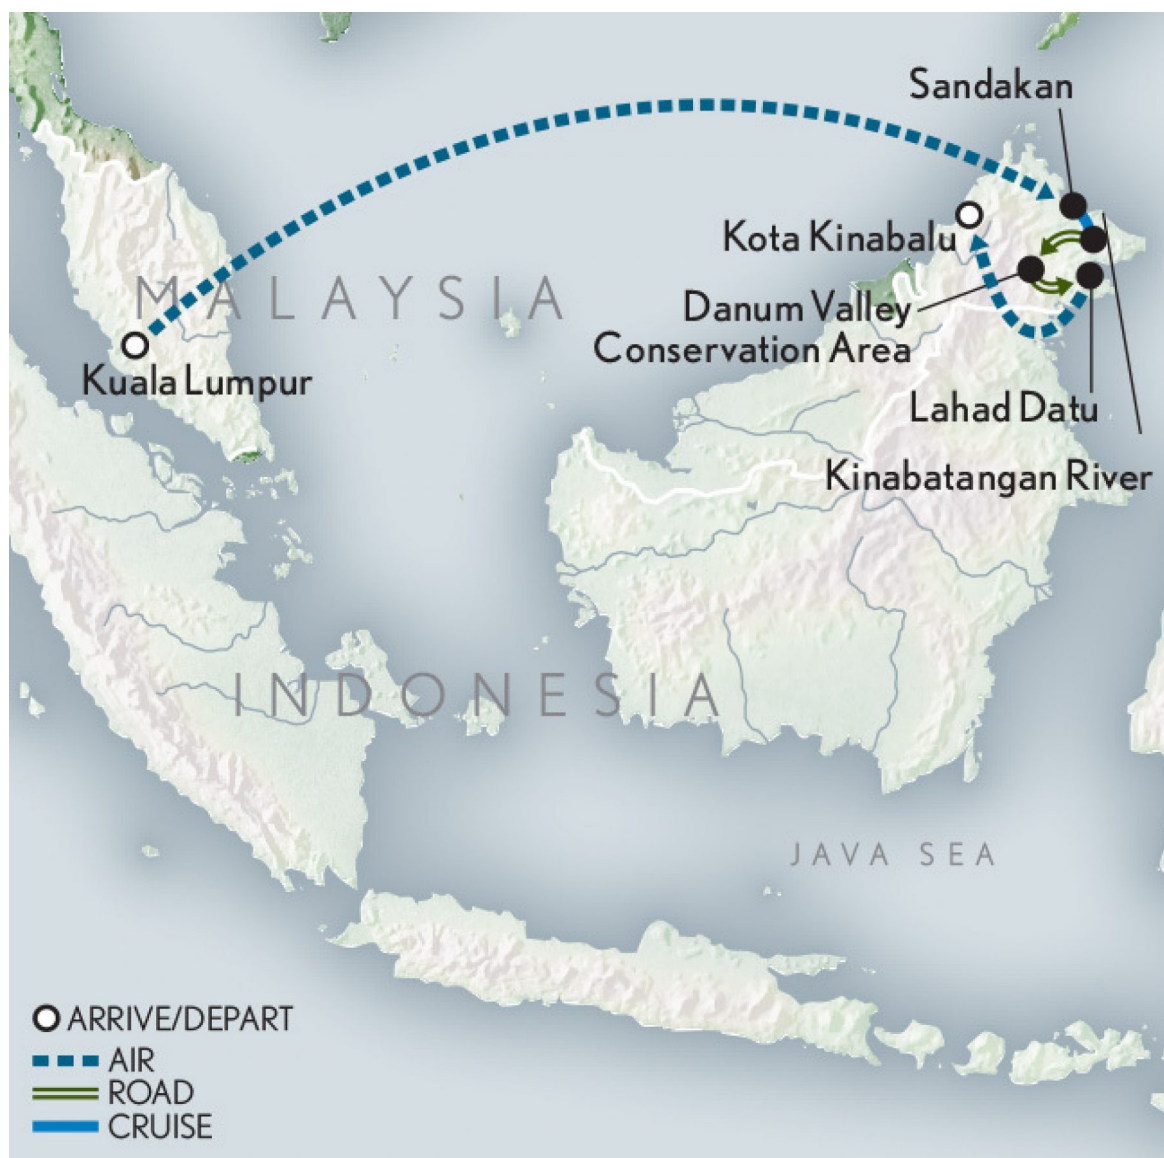 Sandakan
Kota Kinabalu
MALAYSIA
Danum Valley
Conservation Area
Kuala Lumpur
Lahad Datu
Kinabatangan River
INDONESIA
JAVA SEA
ARRIVE/DEPART
AIR
ROAD
CRUISE